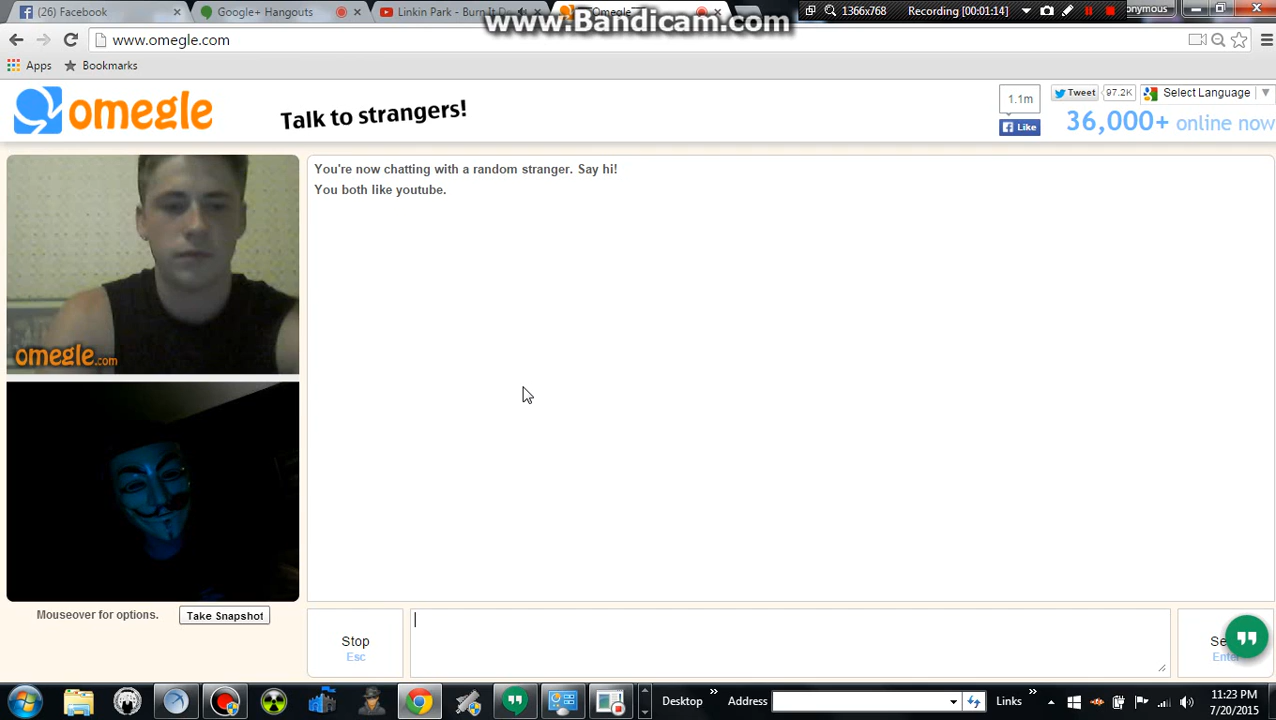 (26) Facebook
Google+ Hangouts
Linkin Park - Burn It D
www.Bandicam.com
1366x768
Recording [00:01:14]
nymous
www.omegle.com
Apps
Bookmarks
omegle
Talk to strangers!
1.1m
Like
Tweet
97.2K
Select Language
36,000+ online now
You're now chatting with a random stranger. Say hi!
You both like youtube.
omegle.com
Mouseover for options.
Take Snapshot
Stop
Esc
Se
Enter
Desktop
Address
Links
11:23 PM
7/20/2015